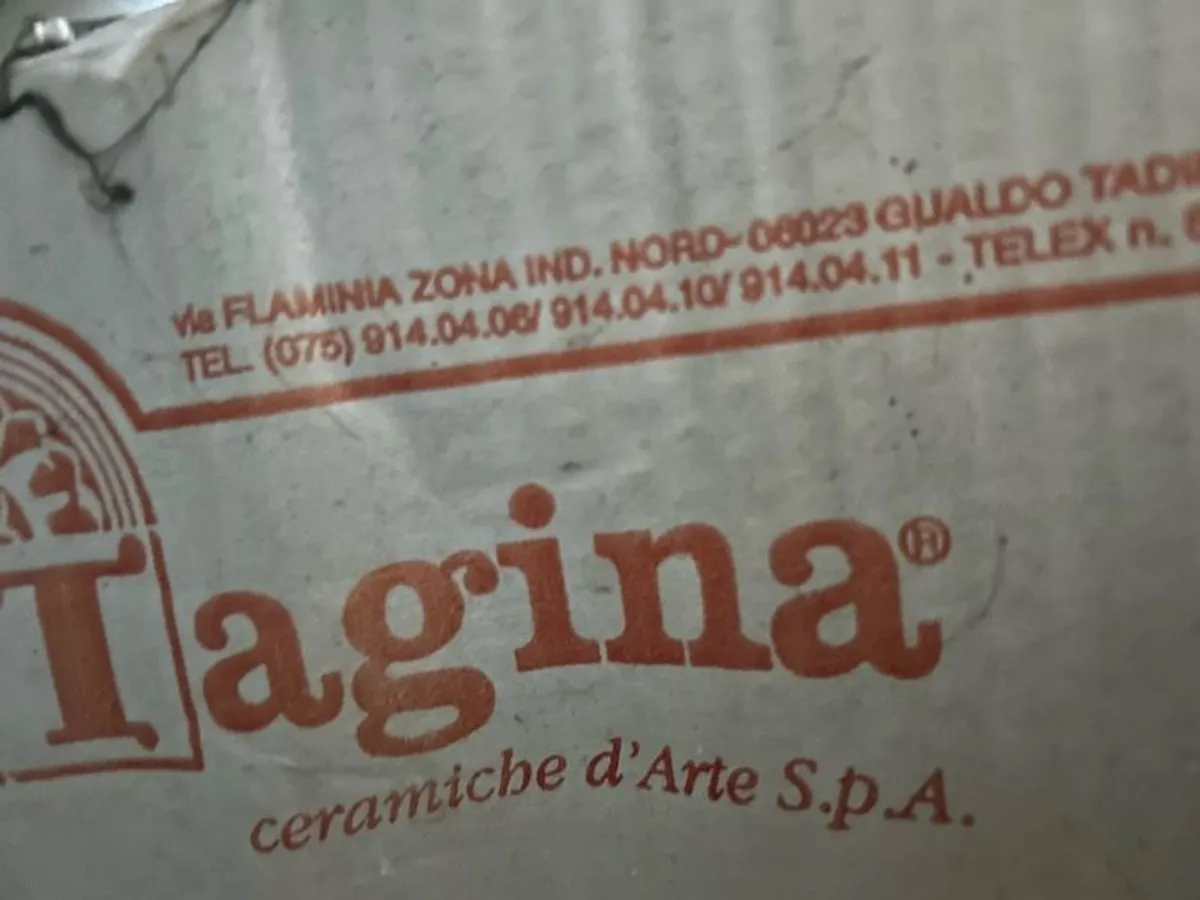 via FLAMINIA ZONA IND. NORD-06023 GUALDO TADI
TEL. (075) 914.04.06/ 914.04.10/ 914.04.11 - TELEX n.
Tagina®
ceramiche d'Arte S.p.A.